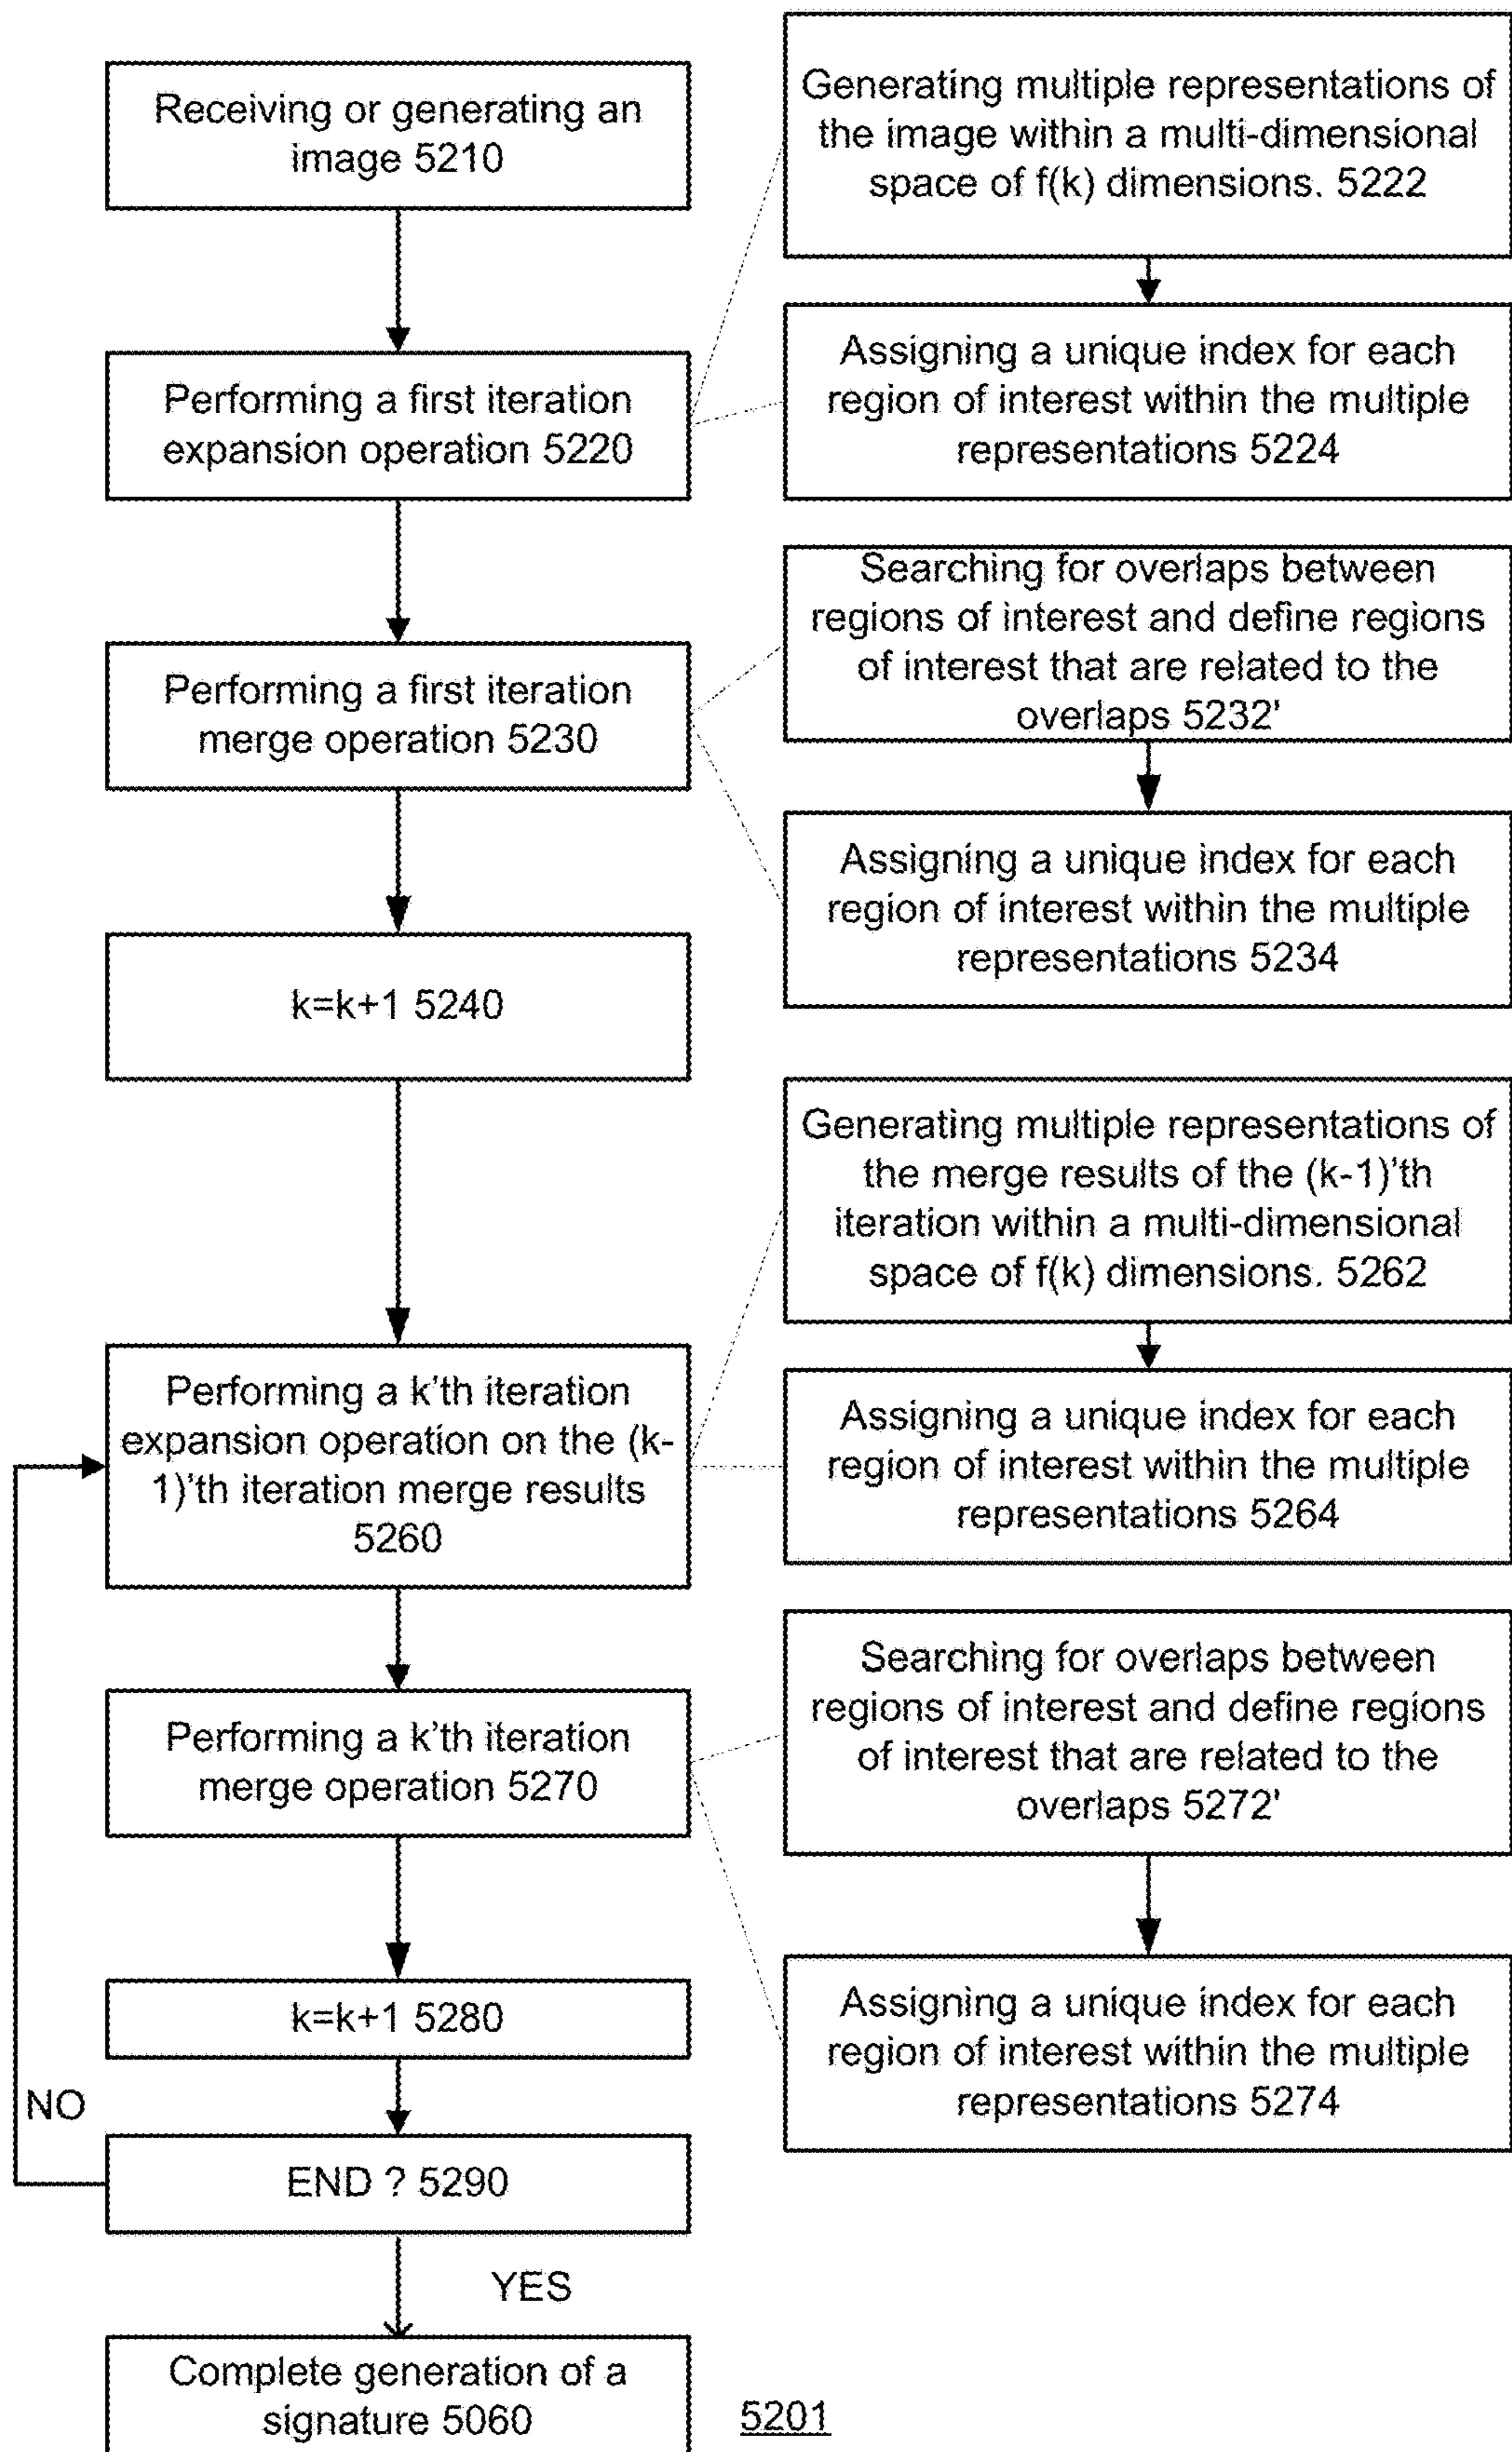 Receiving or generating an
image 5210
Generating multiple representations of
the image within a multi-dimensional
space of f(k) dimensions. 5222
Performing a first iteration
expansion operation 5220
Assigning a unique index for each
region of interest within the multiple
representations 5224
Performing a first iteration
merge operation 5230
Searching for overlaps between
regions of interest and define regions
of interest that are related to the
overlaps 5232'
Assigning a unique index for each
region of interest within the multiple
representations 5234
k=k+1 5240
Generating multiple representations of
the merge results of the (k-1)'th
iteration within a multi-dimensional
space of f(k) dimensions. 5262
Performing a k'th iteration
expansion operation on the (k-
1)'th iteration merge results
5260
Assigning a unique index for each
region of interest within the multiple
representations 5264
Performing a k'th iteration
merge operation 5270
Searching for overlaps between
regions of interest and define regions
of interest that are related to the
overlaps 5272'
k=k+1 5280
Assigning a unique index for each
region of interest within the multiple
representations 5274
NO
END ? 5290
YES
Complete generation of a
signature 5060
5201